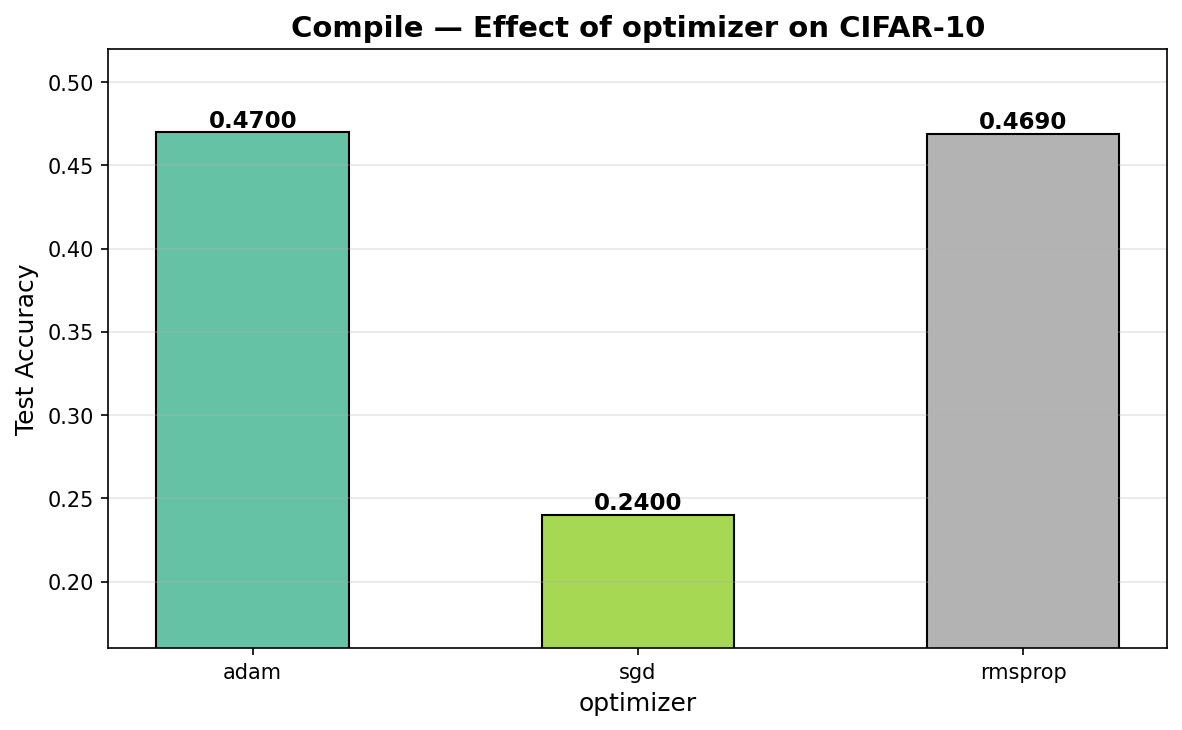 Compile — Effect of optimizer on CIFAR-10
Test Accuracy
0.50
0.45
0.40
0.35
0.30
0.25
0.20
0.4700
0.2400
0.4690
adam
sgd
rmsprop
optimizer